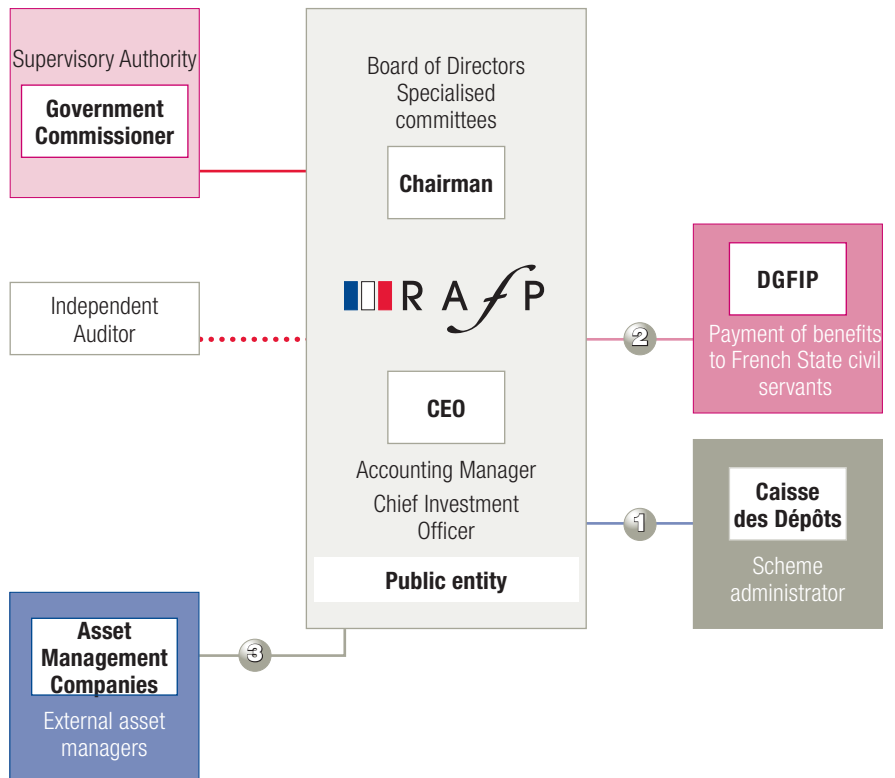 Supervisory Authority
Government
Commissioner
Board of Directors
Specialised
committees
Chairman
RAfP
Independent
Auditor
2
DGFIP
Payment of benefits
to French State civil
servants
CEO
Accounting Manager
Chief Investment
Officer
Public entity
1
Caisse
des Dépôts
Scheme
administrator
3
Asset
Management
Companies
External asset
managers